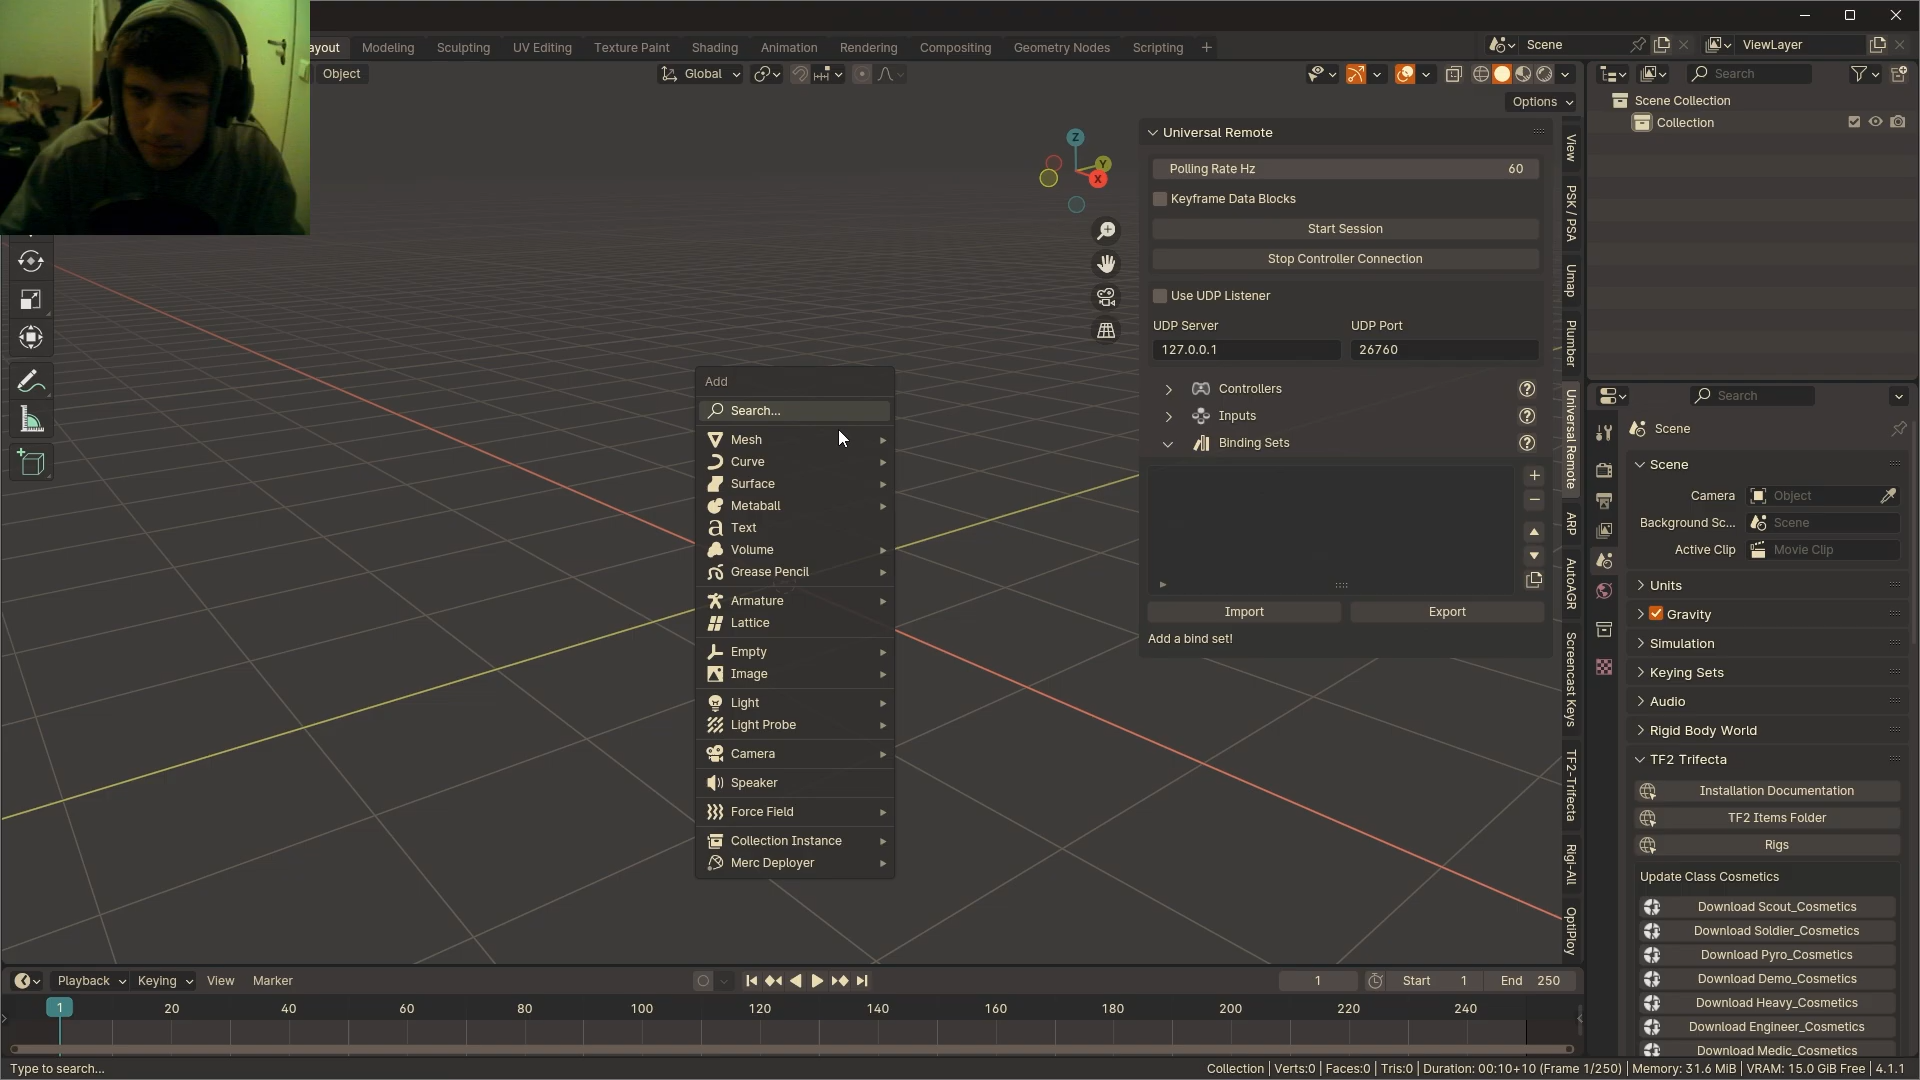 ayout
Modeling
Sculpting
UV Editing
Texture Paint
Shading
Animation
Rendering
Compositing
Geometry Nodes
Scripting
Scene
ViewLayer
Object
Global
Search
Options
Scene Collection
Collection
Z
Y
X
Universal Remote
Polling Rate Hz 60
Keyframe Data Blocks
Start Session
Stop Controller Connection
Use UDP Listener
UDP Server
UDP Port
127.0.0.1
26760
Controllers
Inputs
Binding Sets
Import
Export
Add a bind set!
View
PSK / PSA
Umap
Plumber
Universal Remote
ARP
AutoAGR
Screencast Keys
TF2-Trifecta
Rigi-All
OptiPloy
Add
Search...
Mesh
Curve
Surface
Metaball
Text
Volume
Grease Pencil
Armature
Lattice
Empty
Image
Light
Light Probe
Camera
Speaker
Force Field
Collection Instance
Merc Deployer
Search
Scene
Scene
Camera Object
Background Sc... Scene
Active Clip Movie Clip
Units
Gravity
Simulation
Keying Sets
Audio
Rigid Body World
TF2 Trifecta
Installation Documentation
TF2 Items Folder
Rigs
Update Class Cosmetics
Download Scout_Cosmetics
Download Soldier_Cosmetics
Download Pyro_Cosmetics
Download Demo_Cosmetics
Download Heavy_Cosmetics
Download Engineer_Cosmetics
Download Medic_Cosmetics
Playback
Keying
View
Marker
1
Start 1
End 250
1 20 40 60 80 100 120 140 160 180 200 220 240
Type to search...
Collection | Verts:0 | Faces:0 | Tris:0 | Duration: 00:10+10 (Frame 1/250) | Memory: 31.6 MiB | VRAM: 15.0 GiB Free | 4.1.1